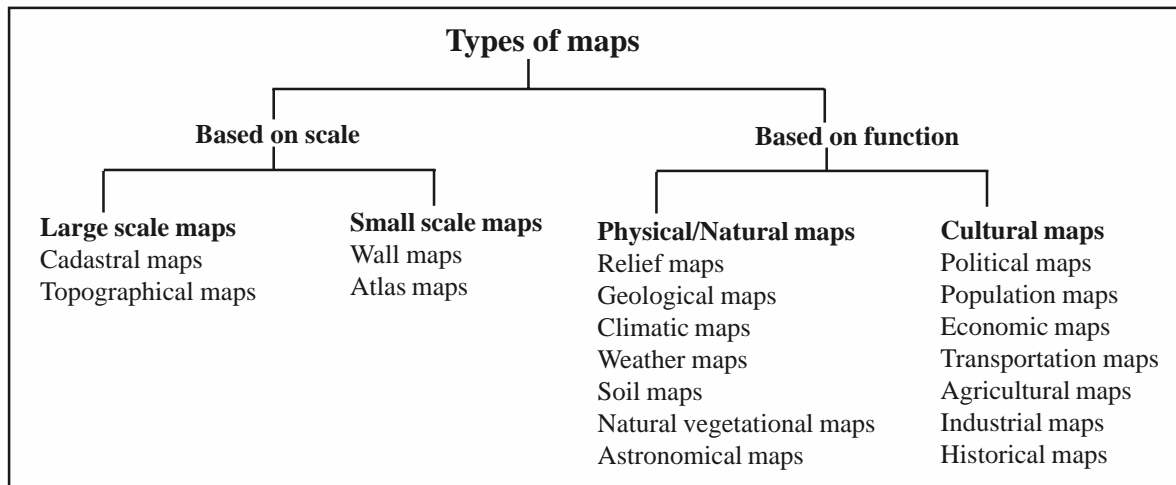 Types of maps
Based on scale
Based on function
Large scale maps
Cadastral maps
Topographical maps
Small scale maps
Wall maps
Atlas maps
Physical/Natural maps
Relief maps
Geological maps
Climatic maps
Weather maps
Soil maps
Natural vegetational maps
Astronomical maps
Cultural maps
Political maps
Population maps
Economic maps
Transportation maps
Agricultural maps
Industrial maps
Historical maps